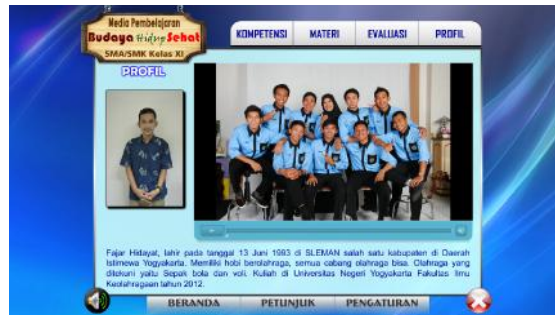 Media Pembelajaran
Budaya Hidup Sehat
SMA/SMK Kelas XI
KOMPETENSI MATERI EVALUASI PROFIL
PROFIL
Fajar Hidayat, lahir pada tanggal 13 Juni 1993 di SLEMAN salah satu kabupaten di Daerah
Istimewa Yogyakarta. Memiliki hobi berolahraga, semua cabang olahraga bisa. Olahraga yang
ditekuni yaitu Sepak bola dan voli. Kuliah di Universitas Negeri Yogyakarta Fakultas Ilmu
Keolahragaan tahun 2012.
BERANDA PETUNJUK PENGATURAN